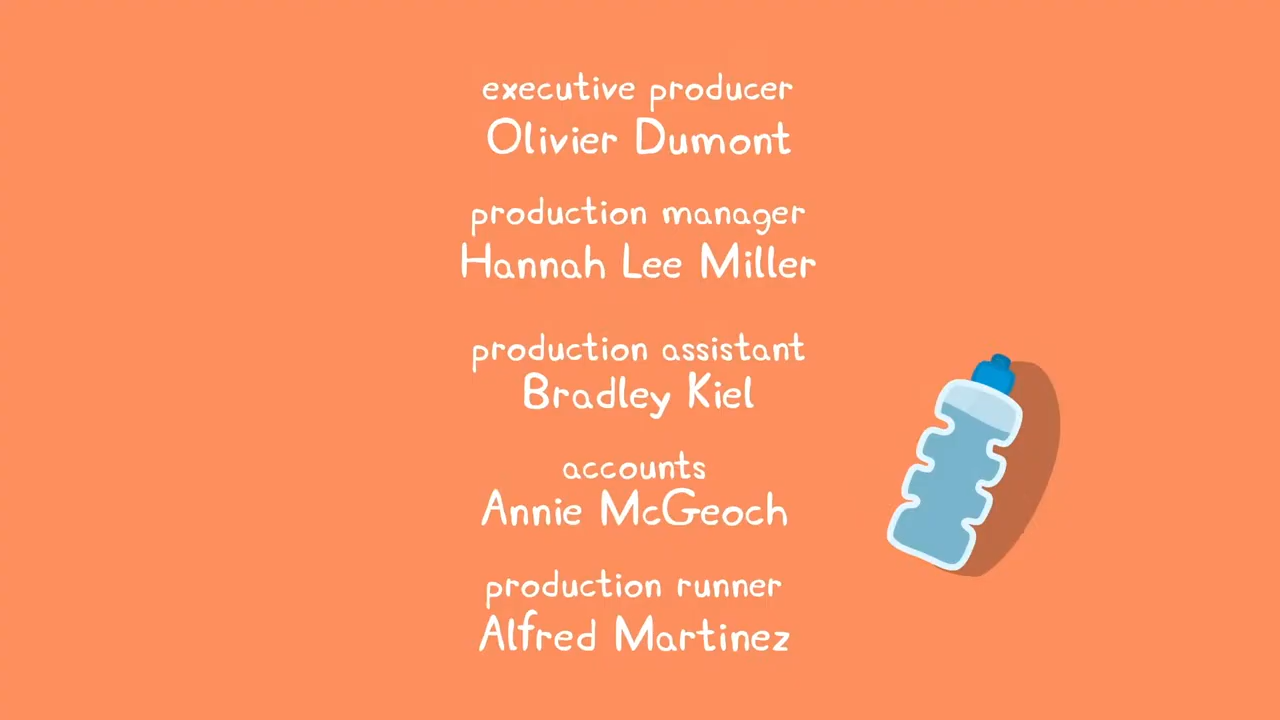 executive producer
Olivier Dumont
production manager
Hannah Lee Miller
production assistant
Bradley Kiel
accounts
Annie McGeoch
production runner
Alfred Martinez